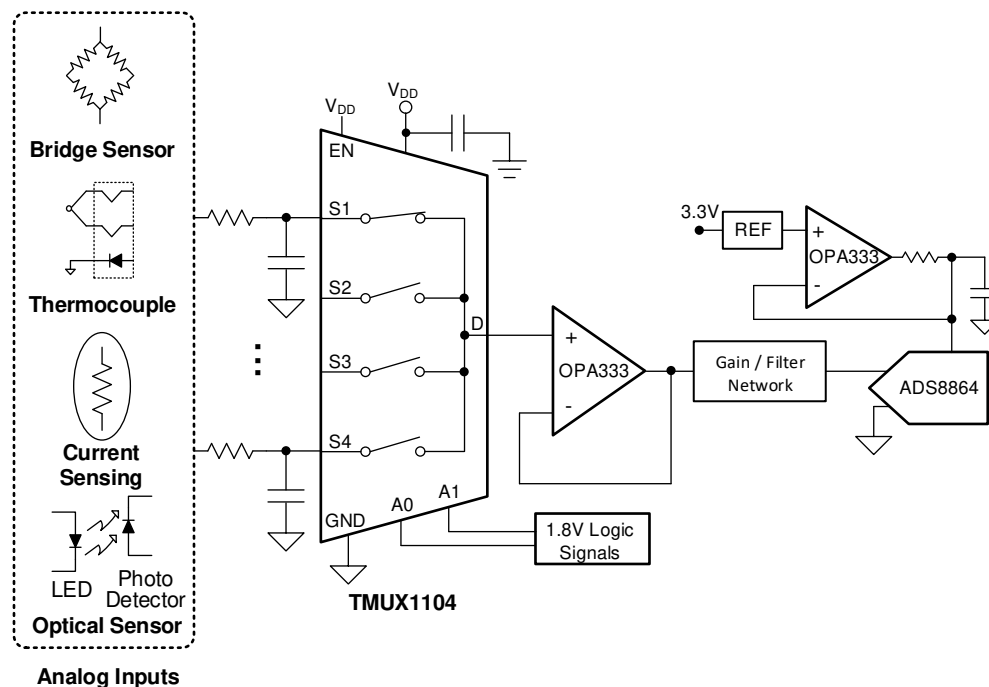 Bridge Sensor
Thermocouple
Current
Sensing
LED
Photo
Detector
Optical Sensor
Analog Inputs
VDD
VDD
EN
S1
S2
S3
S4
D
GND
A0
A1
TMUX1104
1.8V Logic
Signals
+
OPA333
-
Gain / Filter
Network
3.3V
REF
+
OPA333
-
ADS8864